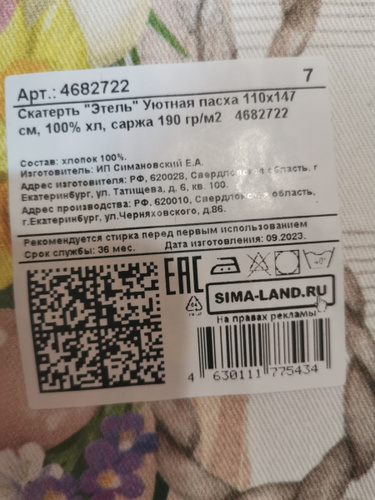 Арт.: 4682722
7
Скатерть "Этель" Уютная пасха 110x147
см, 100% хл, саржа 190 гр/м2 4682722
Состав: хлопок 100%.
Изготовитель: ИП Симановский Е.А.
Адрес изготовителя: РФ, 620028, Свердловская область, г
Екатеринбург, ул. Татищева, д. 6, кв. 100.
Адрес производства: РФ, 620010, Свердловская область,
г.Екатеринбург, ул.Черняховского, д.86.
Рекомендуется стирка перед первым использованием
Срок службы: 36 мес. Дата изготовления: 09.2023.
EAC
SIMA-LAND.RU
На правах рекламы
4 630111 775434